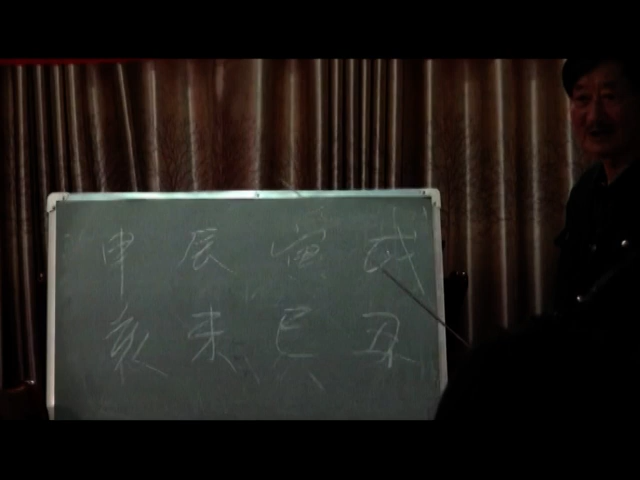 申 辰 寅 戌
亥 未 巳 丑